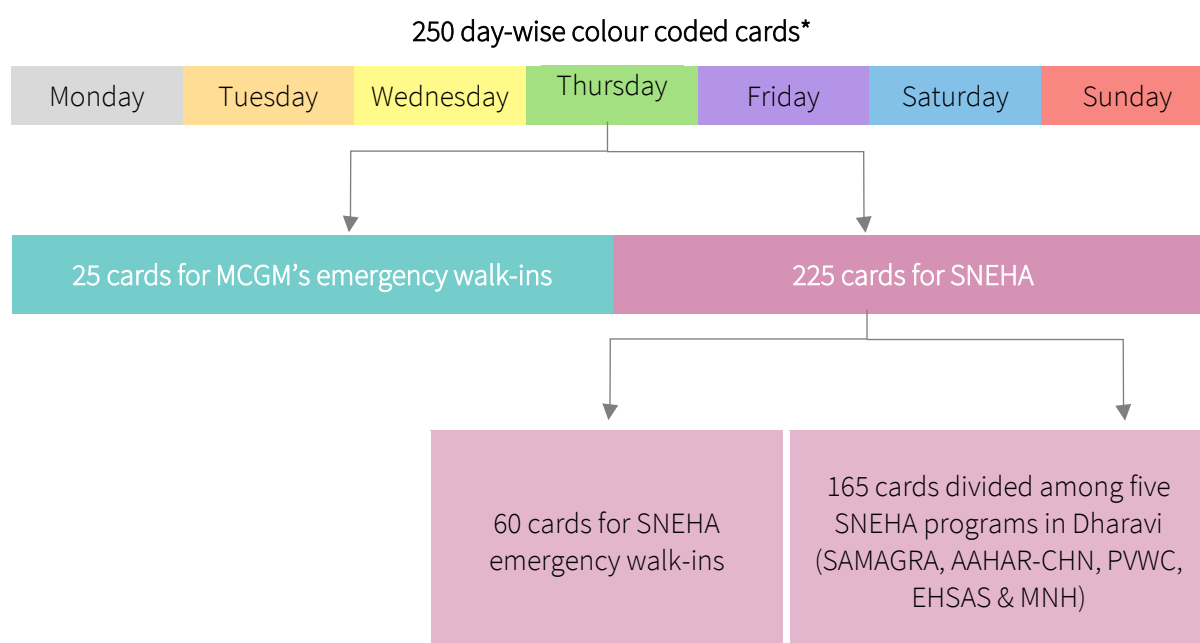 250 day-wise colour coded cards*
Monday Tuesday Wednesday Thursday Friday Saturday Sunday
25 cards for MCGM’s emergency walk-ins
225 cards for SNEHA
60 cards for SNEHA
emergency walk-ins
165 cards divided among five
SNEHA programs in Dharavi
(SAMAGRA, AAHAR-CHN, PVWC,
EHSAS & MNH)